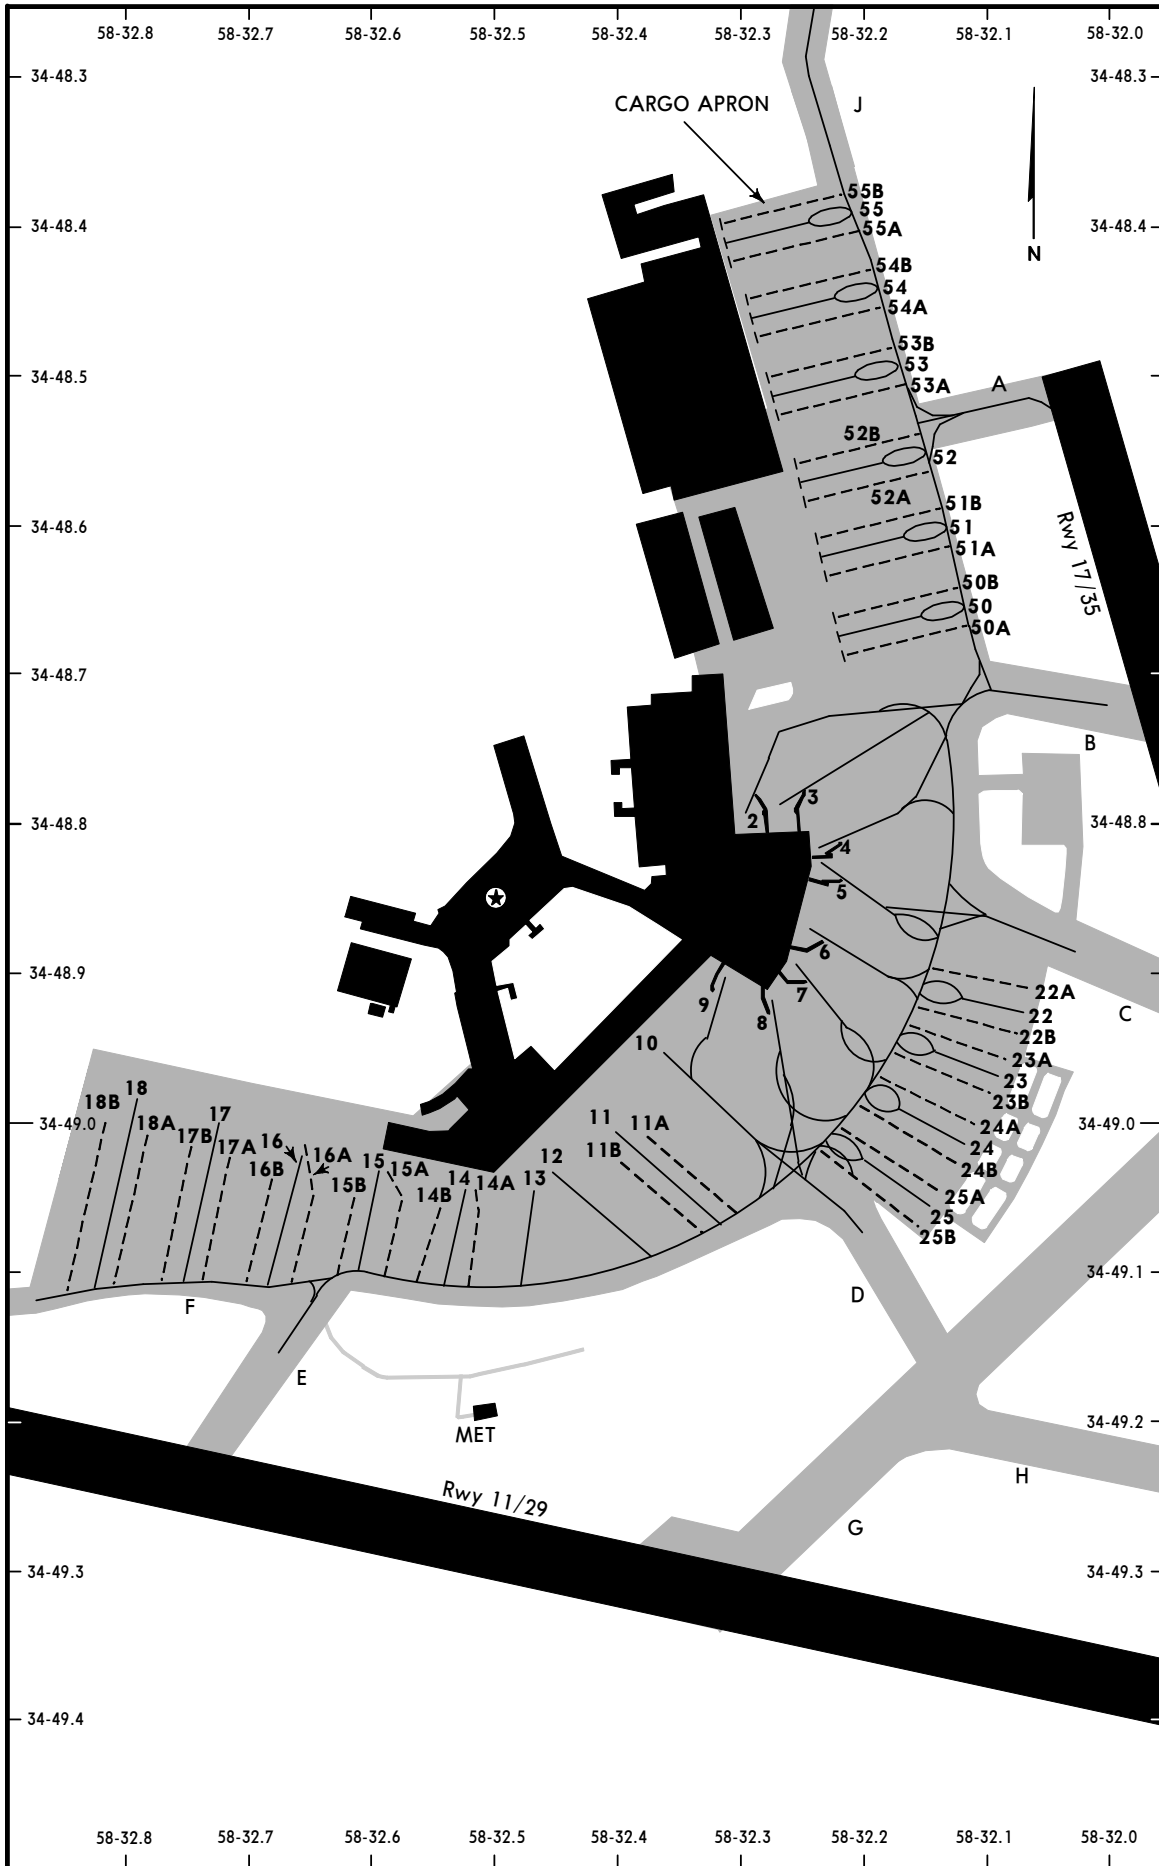 58-32.8 58-32.7 58-32.6 58-32.5 58-32.4 58-32.3 58-32.2 58-32.1 58-32.0
34-48.3 34-48.3
CARGO APRON J
55B
55
34-48.4 55A 34-48.4
N
54B
54
54A
53B
53
34-48.5 53A A 34-48.5
52B
52
52A
51B
34-48.6 51
51A
Rwy 17/35
50B
50
50A
34-48.7
B
3
2
34-48.8 34-48.8
4
5
6
34-48.9
7
22A
9
8
22
C
22B
10
23A
23
18 23B
18B
17 11 11A
34-49.0 18A 24A 34-49.0
17B 16 11B
17A 16A 12 24
16B 15 15A 24B
15B 14 14A 13
14B 25A
25
25B
34-49.1 34-49.1
F D
E
34-49.2
MET
H
Rwy 11/29
G
34-49.3 34-49.3
34-49.4
58-32.8 58-32.7 58-32.6 58-32.5 58-32.4 58-32.3 58-32.2 58-32.1 58-32.0